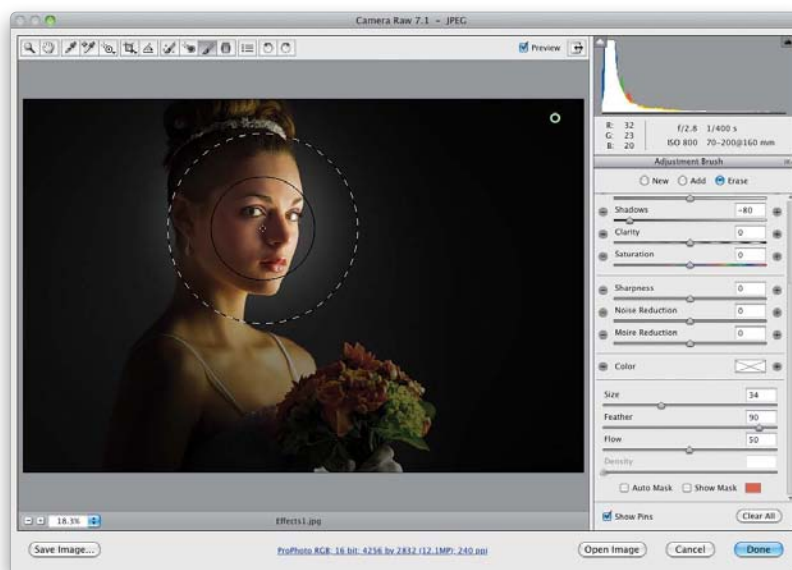 Camera Raw 7.1 – JPEG
Preview
R: 32
G: 23
B: 20
f/2.8 1/400 s
ISO 800 70-200@160 mm
Adjustment Brush
New Add Erase
Shadows -80
Clarity 0
Saturation 0
Sharpness 0
Noise Reduction 0
Moire Reduction 0
Color
Size 34
Feather 90
Flow 50
Density
Auto Mask Show Mask
18.3%
Effects1.jpg
Show Pins Clear All
Save Image...
ProPhoto RGB; 16 bit; 4256 by 2832 (12.1MP); 240 ppi
Open Image Cancel Done